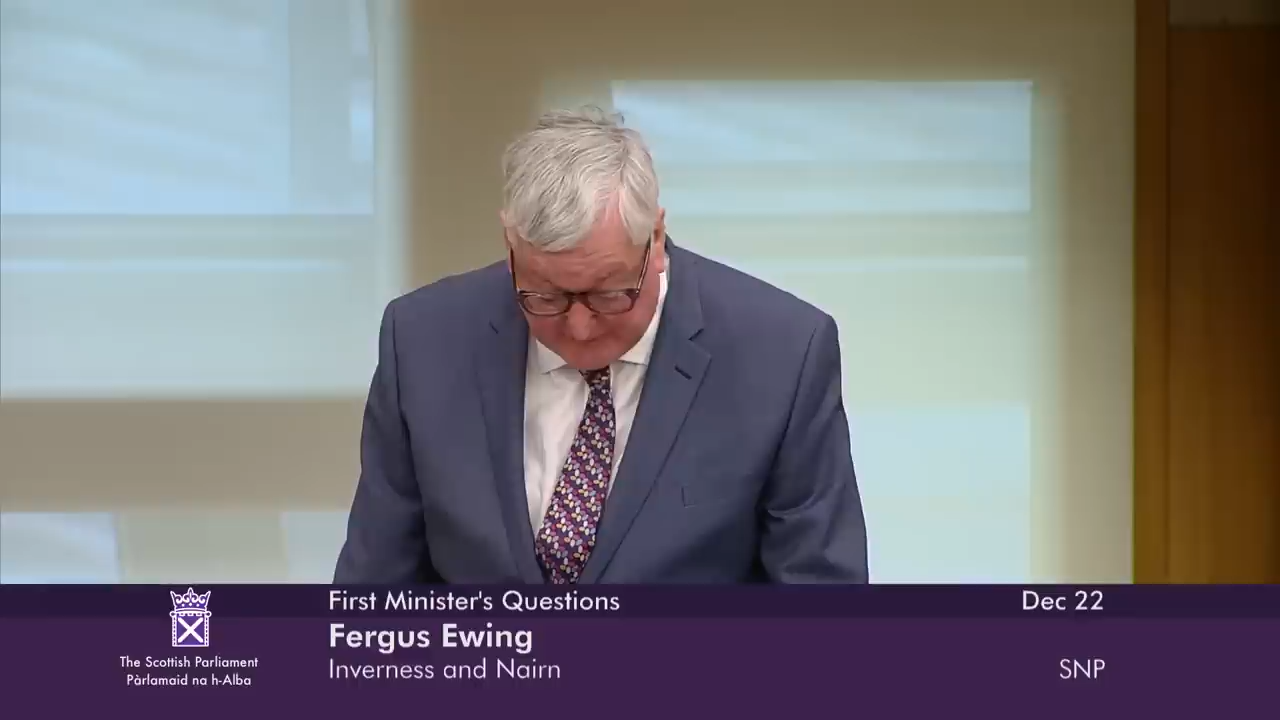 First Minister's Questions
Dec 22
Fergus Ewing
Inverness and Nairn
SNP
The Scottish Parliament
Pàrlamaid na h-Alba